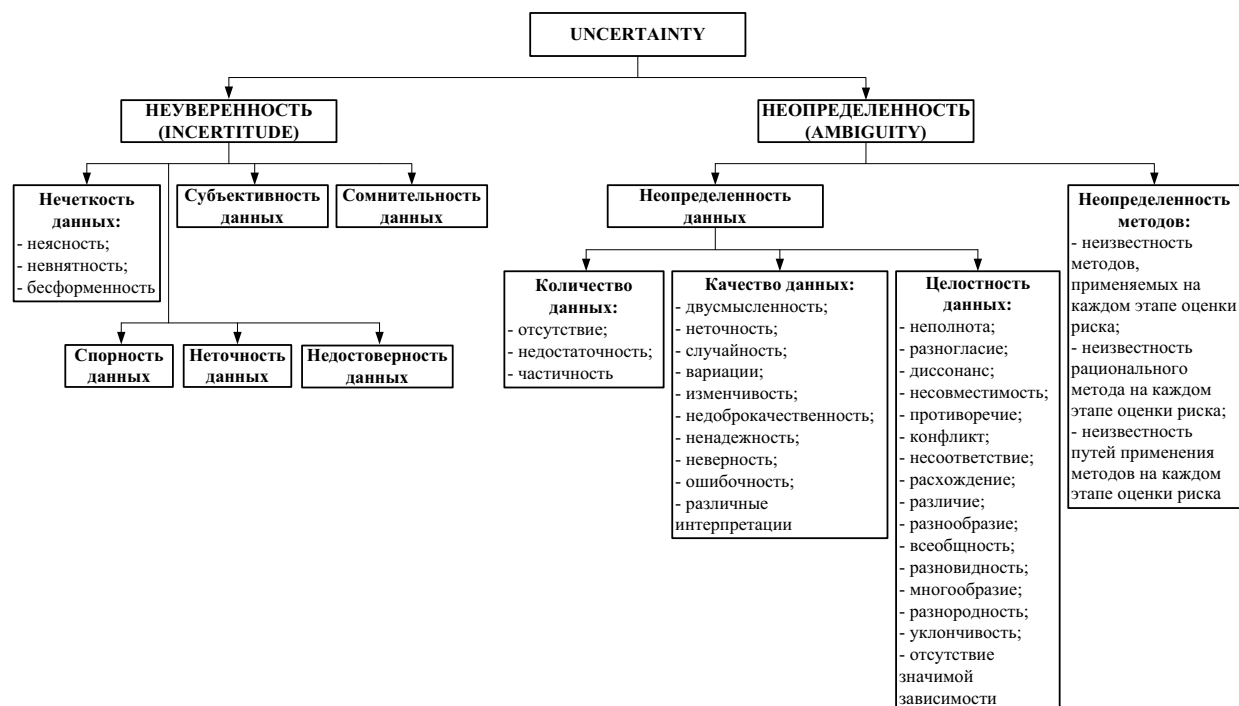 UNCERTAINTY
НЕУВЕРЕННОСТЬ
(INCERTITUDE)
НЕОПРЕДЕЛЕННОСТЬ
(AMBIGUITY)
Нечеткость
данных:
- неясность;
- невнятность;
- бесформенность
Субъективность
данных
Сомнительность
данных
Спорность
данных
Неточность
данных
Недостоверность
данных
Неопределенность
данных
Количество
данных:
- отсутствие;
- недостаточность;
- частичность
Качество данных:
- двусмысленность;
- неточность;
- случайность;
- вариации;
- изменчивость;
- недоброкачественность;
- ненадежность;
- неверность;
- ошибочность;
- различные
интерпретации
Целостность
данных:
- неполнота;
- разногласие;
- диссонанс;
- несовместимость;
- противоречие;
- конфликт;
- несоответствие;
- расхождение;
- различие;
- разнообразие;
- всеобщность;
- разновидность;
- многообразие;
- разнородность;
- уклончивость;
- отсутствие
значимой
зависимости
Неопределенность
методов:
- неизвестность
методов,
применяемых на
каждом этапе оценки
риска;
- неизвестность
рационального
метода на каждом
этапе оценки риска;
- неизвестность
путей применения
методов на каждом
этапе оценки риска